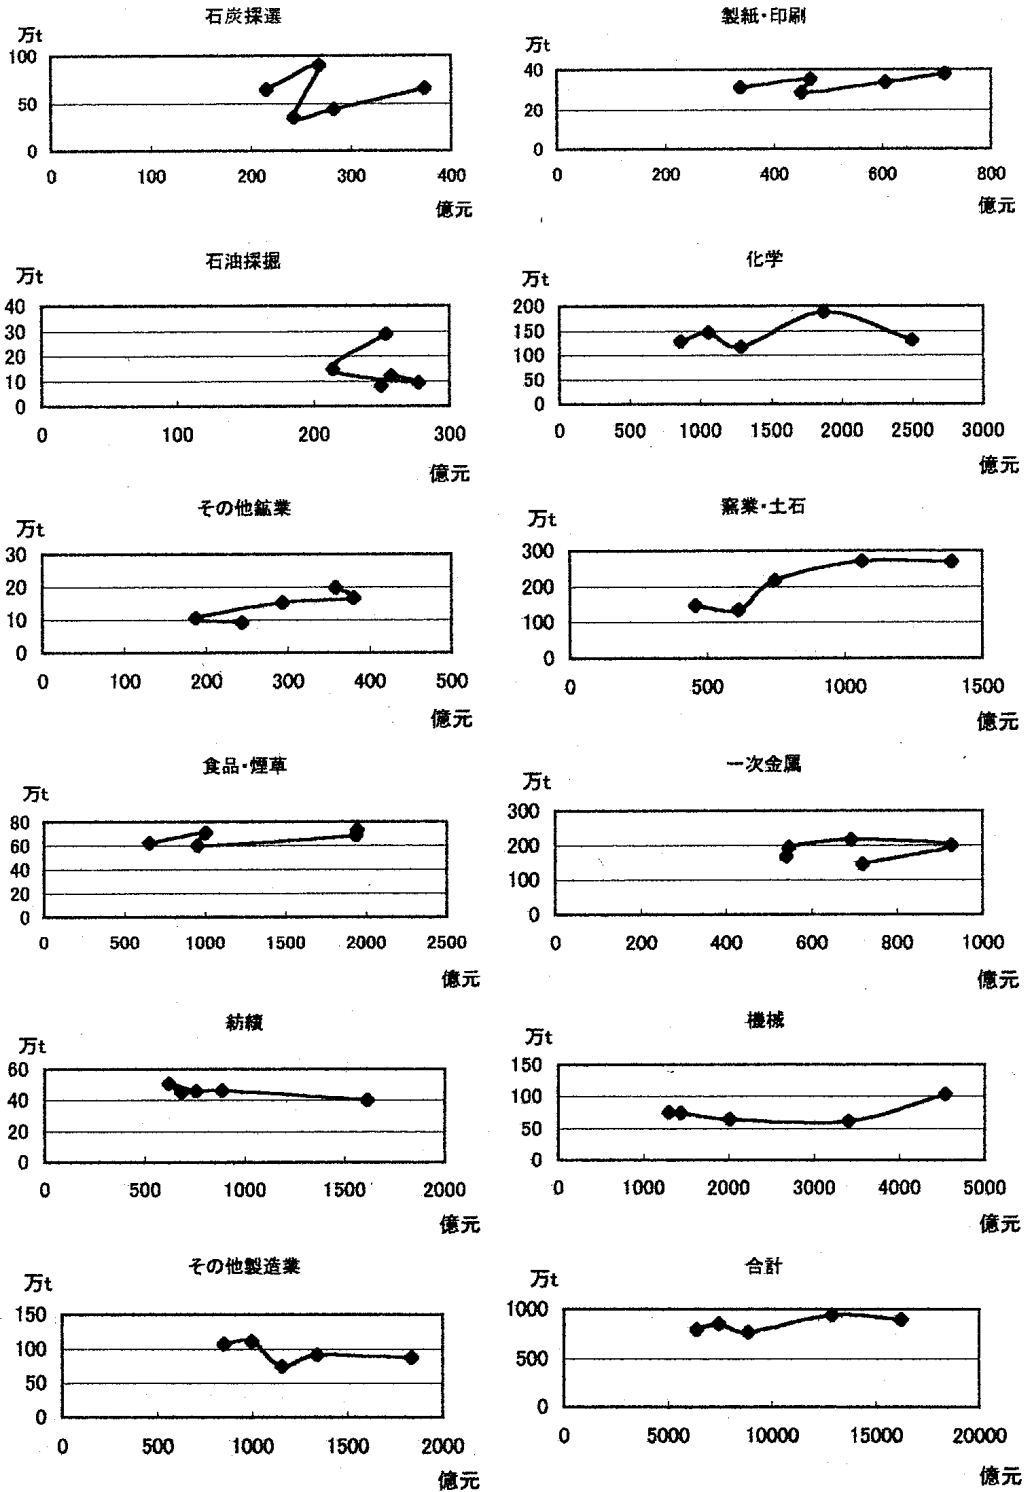 石炭採選
万t
100
50
0
0 100 200 300 400
億元
製紙・印刷
万t
40
20
0
0 200 400 600 800
億元
石油採掘
万t
40
30
20
10
0
0 100 200 300
億元
化学
万t
200
150
100
50
0
0 500 1000 1500 2000 2500 3000
億元
その他鉱業
万t
30
20
10
0
0 100 200 300 400 500
億元
窯業・土石
万t
300
200
100
0
0 500 1000 1500
億元
食品・煙草
万t
80
60
40
20
0
0 500 1000 1500 2000 2500
億元
一次金属
万t
300
200
100
0
0 200 400 600 800 1000
億元
紡績
万t
60
40
20
0
0 500 1000 1500 2000
億元
機械
万t
150
100
50
0
0 1000 2000 3000 4000 5000
億元
その他製造業
万t
150
100
50
0
0 500 1000 1500 2000
億元
合計
万t
1000
500
0
0 5000 10000 15000 20000
億元